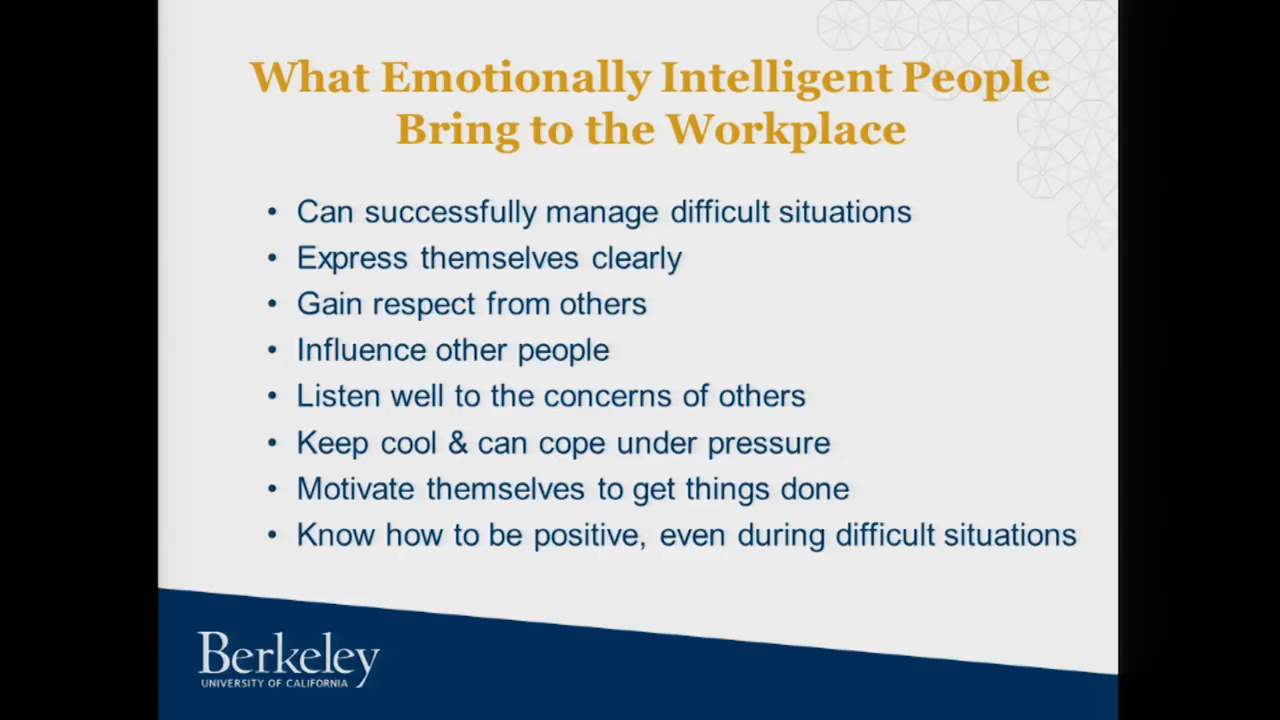 What Emotionally Intelligent People
Bring to the Workplace
• Can successfully manage difficult situations
• Express themselves clearly
• Gain respect from others
• Influence other people
• Listen well to the concerns of others
• Keep cool & can cope under pressure
• Motivate themselves to get things done
• Know how to be positive, even during difficult situations
Berkeley
UNIVERSITY OF CALIFORNIA